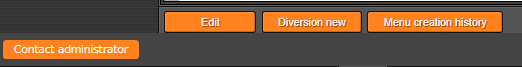 Edit Diversion new Menu creation history
Contact administrator